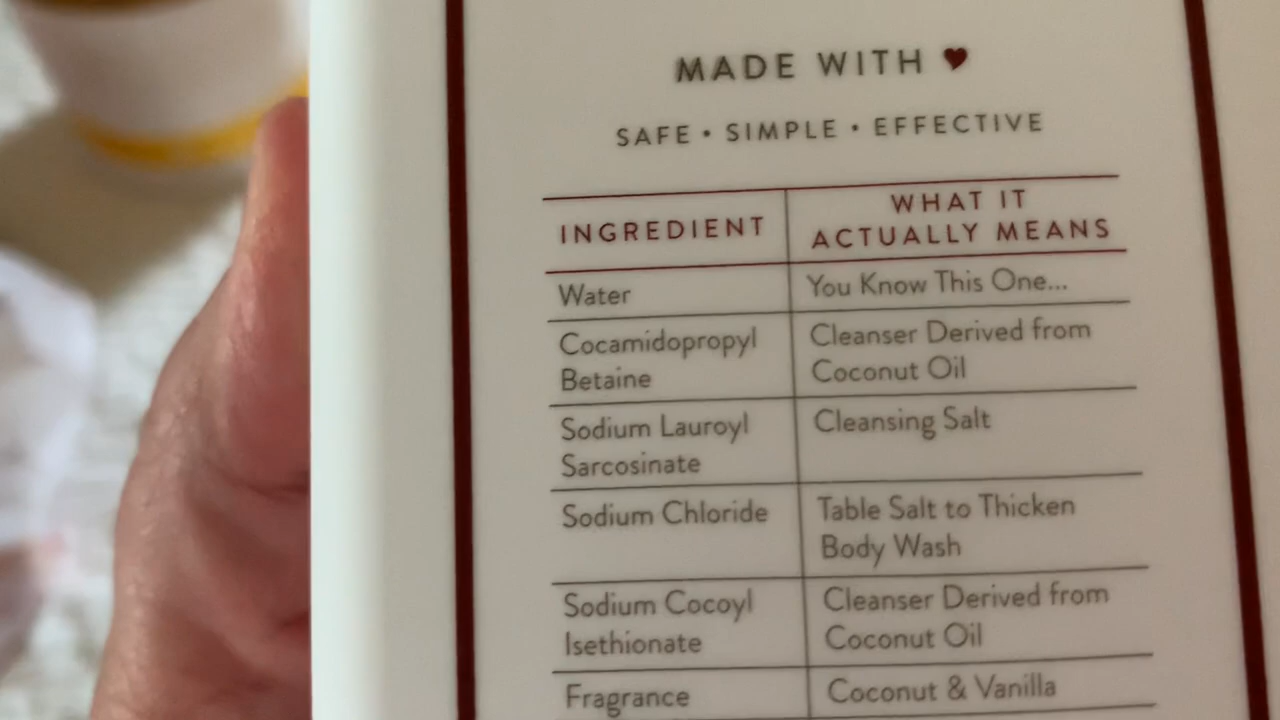 MADE WITH ♥
SAFE • SIMPLE • EFFECTIVE
INGREDIENT
WHAT IT
ACTUALLY MEANS
Water
You Know This One...
Cocamidopropyl
Betaine
Cleanser Derived from
Coconut Oil
Sodium Lauroyl
Sarcosinate
Cleansing Salt
Sodium Chloride
Table Salt to Thicken
Body Wash
Sodium Cocoyl
Isethionate
Cleanser Derived from
Coconut Oil
Fragrance
Coconut & Vanilla